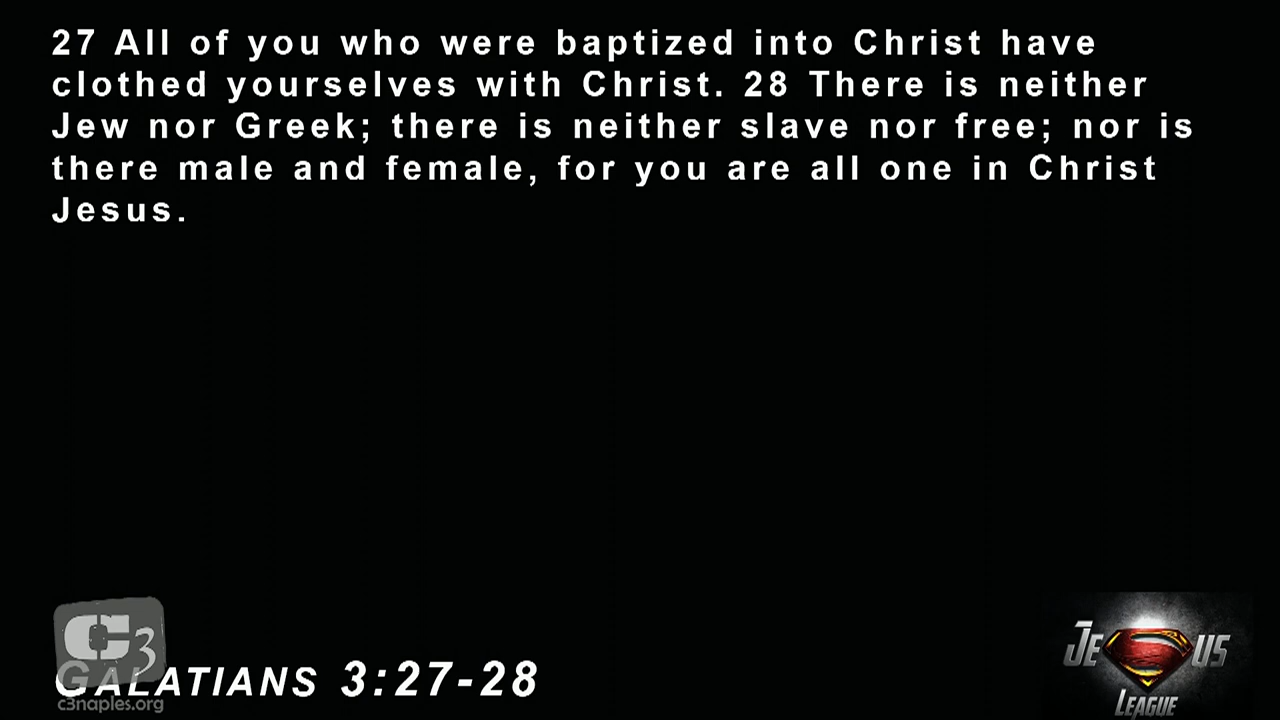 27 All of you who were baptized into Christ have
clothed yourselves with Christ. 28 There is neither
Jew nor Greek; there is neither slave nor free; nor is
there male and female, for you are all one in Christ
Jesus.
C3
GALATIANS 3:27-28
c3naples.org
JESUS
LEAGUE